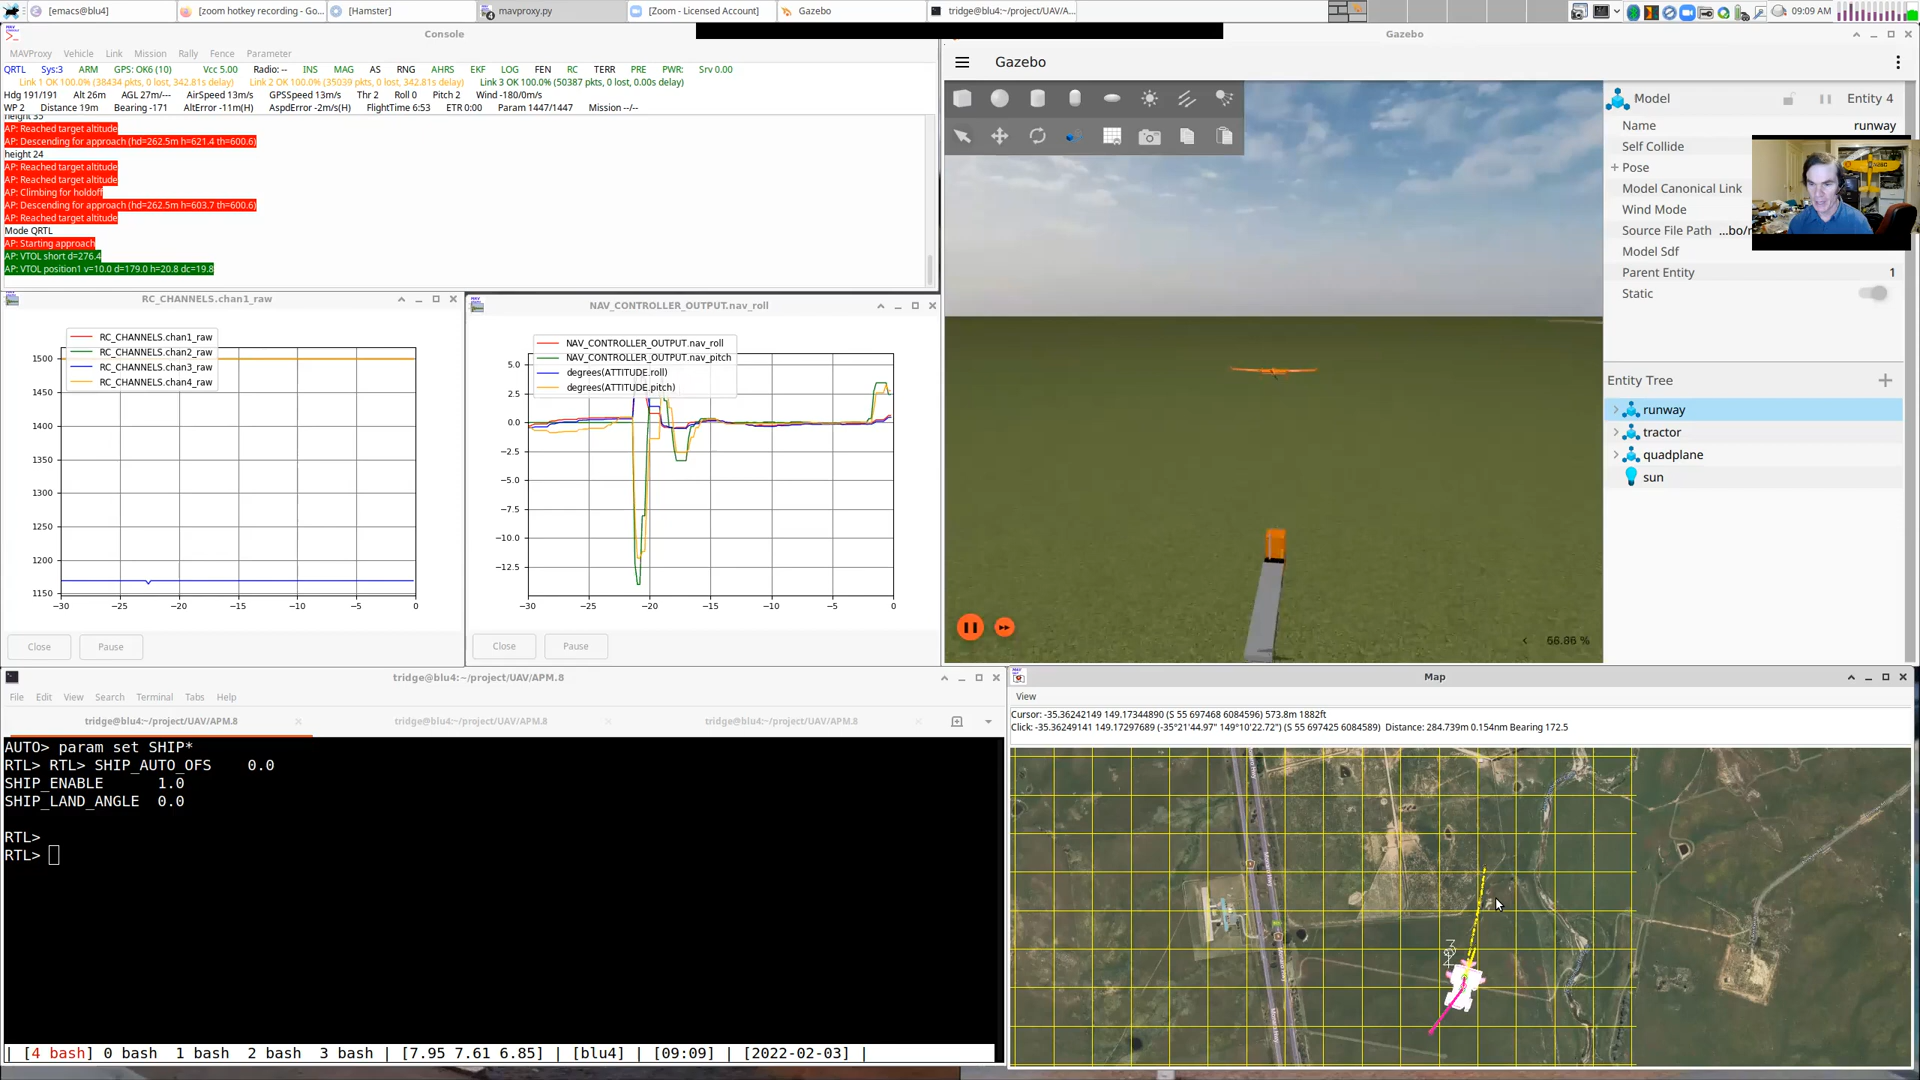 [emacs@blu4]
[zoom hotkey recording - Go...
[Hamster]
mavproxy.py
[Zoom - Licensed Account]
Gazebo
tridge@blu4:~/project/UAV/A...
09:09 AM
Console
MAVProxy Vehicle Link Mission Rally Fence Parameter
QRTL Sys:3 ARM GPS: OK6 (10) Vcc 5.00 Radio: -- INS MAG AS RNG AHRS EKF LOG FEN RC TERR PRE PWR: Srv 0.00
Link 1 OK 100.0% (38434 pkts, 0 lost, 342.81s delay) Link 2 OK 100.0% (35039 pkts, 0 lost, 342.81s delay) Link 3 OK 100.0% (50387 pkts, 0 lost, 0.00s delay)
Hdg 191/191 Alt 26m AGL 27m/--- AirSpeed 13m/s GPSSpeed 13m/s Thr 2 Roll 0 Pitch 2 Wind -180/0m/s
WP 2 Distance 19m Bearing -171 AltError -11m(H) AspdError -2m/s(H) FlightTime 6:53 ETR 0:00 Param 1447/1447 Mission --/--
height 35
AP: Reached target altitude
AP: Descending for approach (hd=262.5m h=621.4 th=600.6)
height 24
AP: Reached target altitude
AP: Reached target altitude
AP: Climbing for holdoff
AP: Descending for approach (hd=262.5m h=603.7 th=600.6)
AP: Reached target altitude
Mode QRTL
AP: Starting approach
AP: VTOL short d=276.4
AP: VTOL position1 v=10.0 d=179.0 h=20.8 dc=19.8
RC_CHANNELS.chan1_raw
RC_CHANNELS.chan1_raw
RC_CHANNELS.chan2_raw
RC_CHANNELS.chan3_raw
RC_CHANNELS.chan4_raw
1500
1450
1400
1350
1300
1250
1200
1150
−30 −25 −20 −15 −10 −5 0
Close Pause
NAV_CONTROLLER_OUTPUT.nav_roll
NAV_CONTROLLER_OUTPUT.nav_roll
NAV_CONTROLLER_OUTPUT.nav_pitch
degrees(ATTITUDE.roll)
degrees(ATTITUDE.pitch)
5.0
2.5
0.0
−2.5
−5.0
−7.5
−10.0
−12.5
−30 −25 −20 −15 −10 −5 0
Close Pause
Gazebo
Gazebo
66.86 %
Model Entity 4
Name runway
Self Collide
Pose
Model Canonical Link
Wind Mode
Source File Path ...bo/r
Model Sdf
Parent Entity 1
Static
Entity Tree
runway
tractor
quadplane
sun
tridge@blu4:~/project/UAV/APM.8
File Edit View Search Terminal Tabs Help
tridge@blu4:~/project/UAV/APM.8 tridge@blu4:~/project/UAV/APM.8 tridge@blu4:~/project/UAV/APM.8
AUTO> param set SHIP*
RTL> RTL> SHIP_AUTO_OFS 0.0
SHIP_ENABLE 1.0
SHIP_LAND_ANGLE 0.0
RTL>
RTL>
| [4 bash] 0 bash 1 bash 2 bash 3 bash | [7.95 7.61 6.85] | [blu4] | [09:09] | [2022-02-03] |
Map
View
Cursor: -35.36242149 149.17344890 (S 55 697468 6084596) 573.8m 1882ft
Click: -35.36249141 149.17297689 (-35°21'44.97" 149°10'22.72") (S 55 697425 6084589) Distance: 284.739m 0.154nm Bearing 172.5